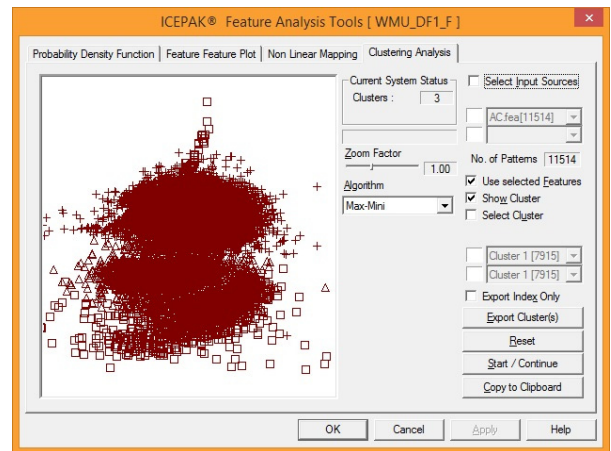 ICEPAK® Feature Analysis Tools [ WMU_DF1_F ]
Probability Density Function
Feature Feature Plot
Non Linear Mapping
Clustering Analysis
Current System Status
Clusters :
3
Zoom Factor
1.00
Algorithm
Max-Mini
Select Input Sources
AC.fea[11514]
No. of Patterns
11514
Use selected Features
Show Cluster
Select Cluster
Cluster 1 [7915]
Cluster 1 [7915]
Export Index Only
Export Cluster(s)
Reset
Start / Continue
Copy to Clipboard
OK
Cancel
Apply
Help